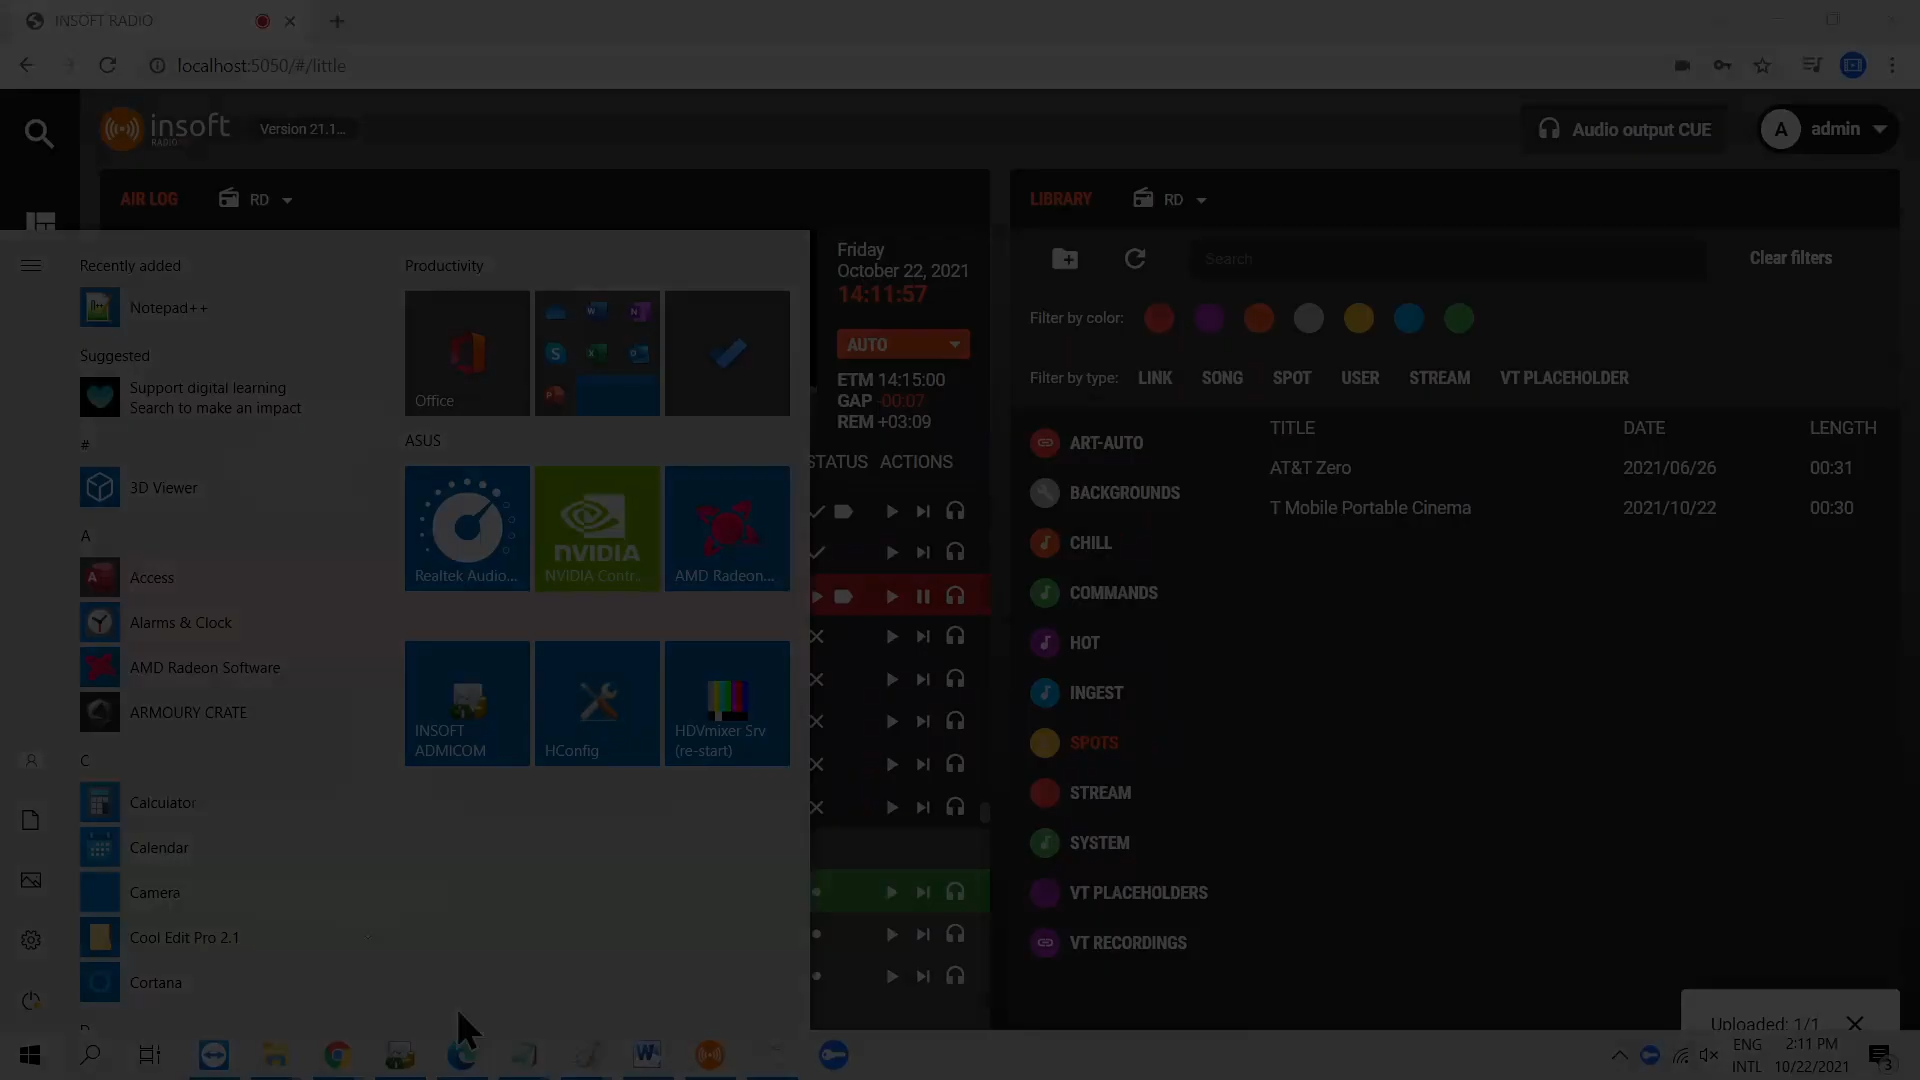 INSOFT RADIO
localhost:5050/#/little
insoft
RADIO
Version 21.1...
Audio output CUE
A
admin
AIR LOG
RD
LIBRARY
RD
Recently added
Notepad++
Suggested
Support digital learning
Search to make an impact
#
3D Viewer
A
Access
Alarms & Clock
AMD Radeon Software
ARMOURY CRATE
C
Calculator
Calendar
Camera
Cool Edit Pro 2.1
Cortana
Productivity
Office
ASUS
Realtek Audio...
NVIDIA
NVIDIA Contr...
AMD Radeon...
INSOFT
ADMICOM
HConfig
HDVmixer Srv
(re-start)
Friday
October 22, 2021
14:11:57
AUTO
ETM 14:15:00
GAP -00:07
REM +03:09
STATUS ACTIONS
Search
Clear filters
Filter by color:
Filter by type: LINK SONG SPOT USER STREAM VT PLACEHOLDER
ART-AUTO
BACKGROUNDS
CHILL
COMMANDS
HOT
INGEST
SPOTS
STREAM
SYSTEM
VT PLACEHOLDERS
VT RECORDINGS
TITLE DATE LENGTH
AT&T Zero 2021/06/26 00:31
T Mobile Portable Cinema 2021/10/22 00:30
Uploaded: 1/1
ENG
INTL
2:11 PM
10/22/2021
3